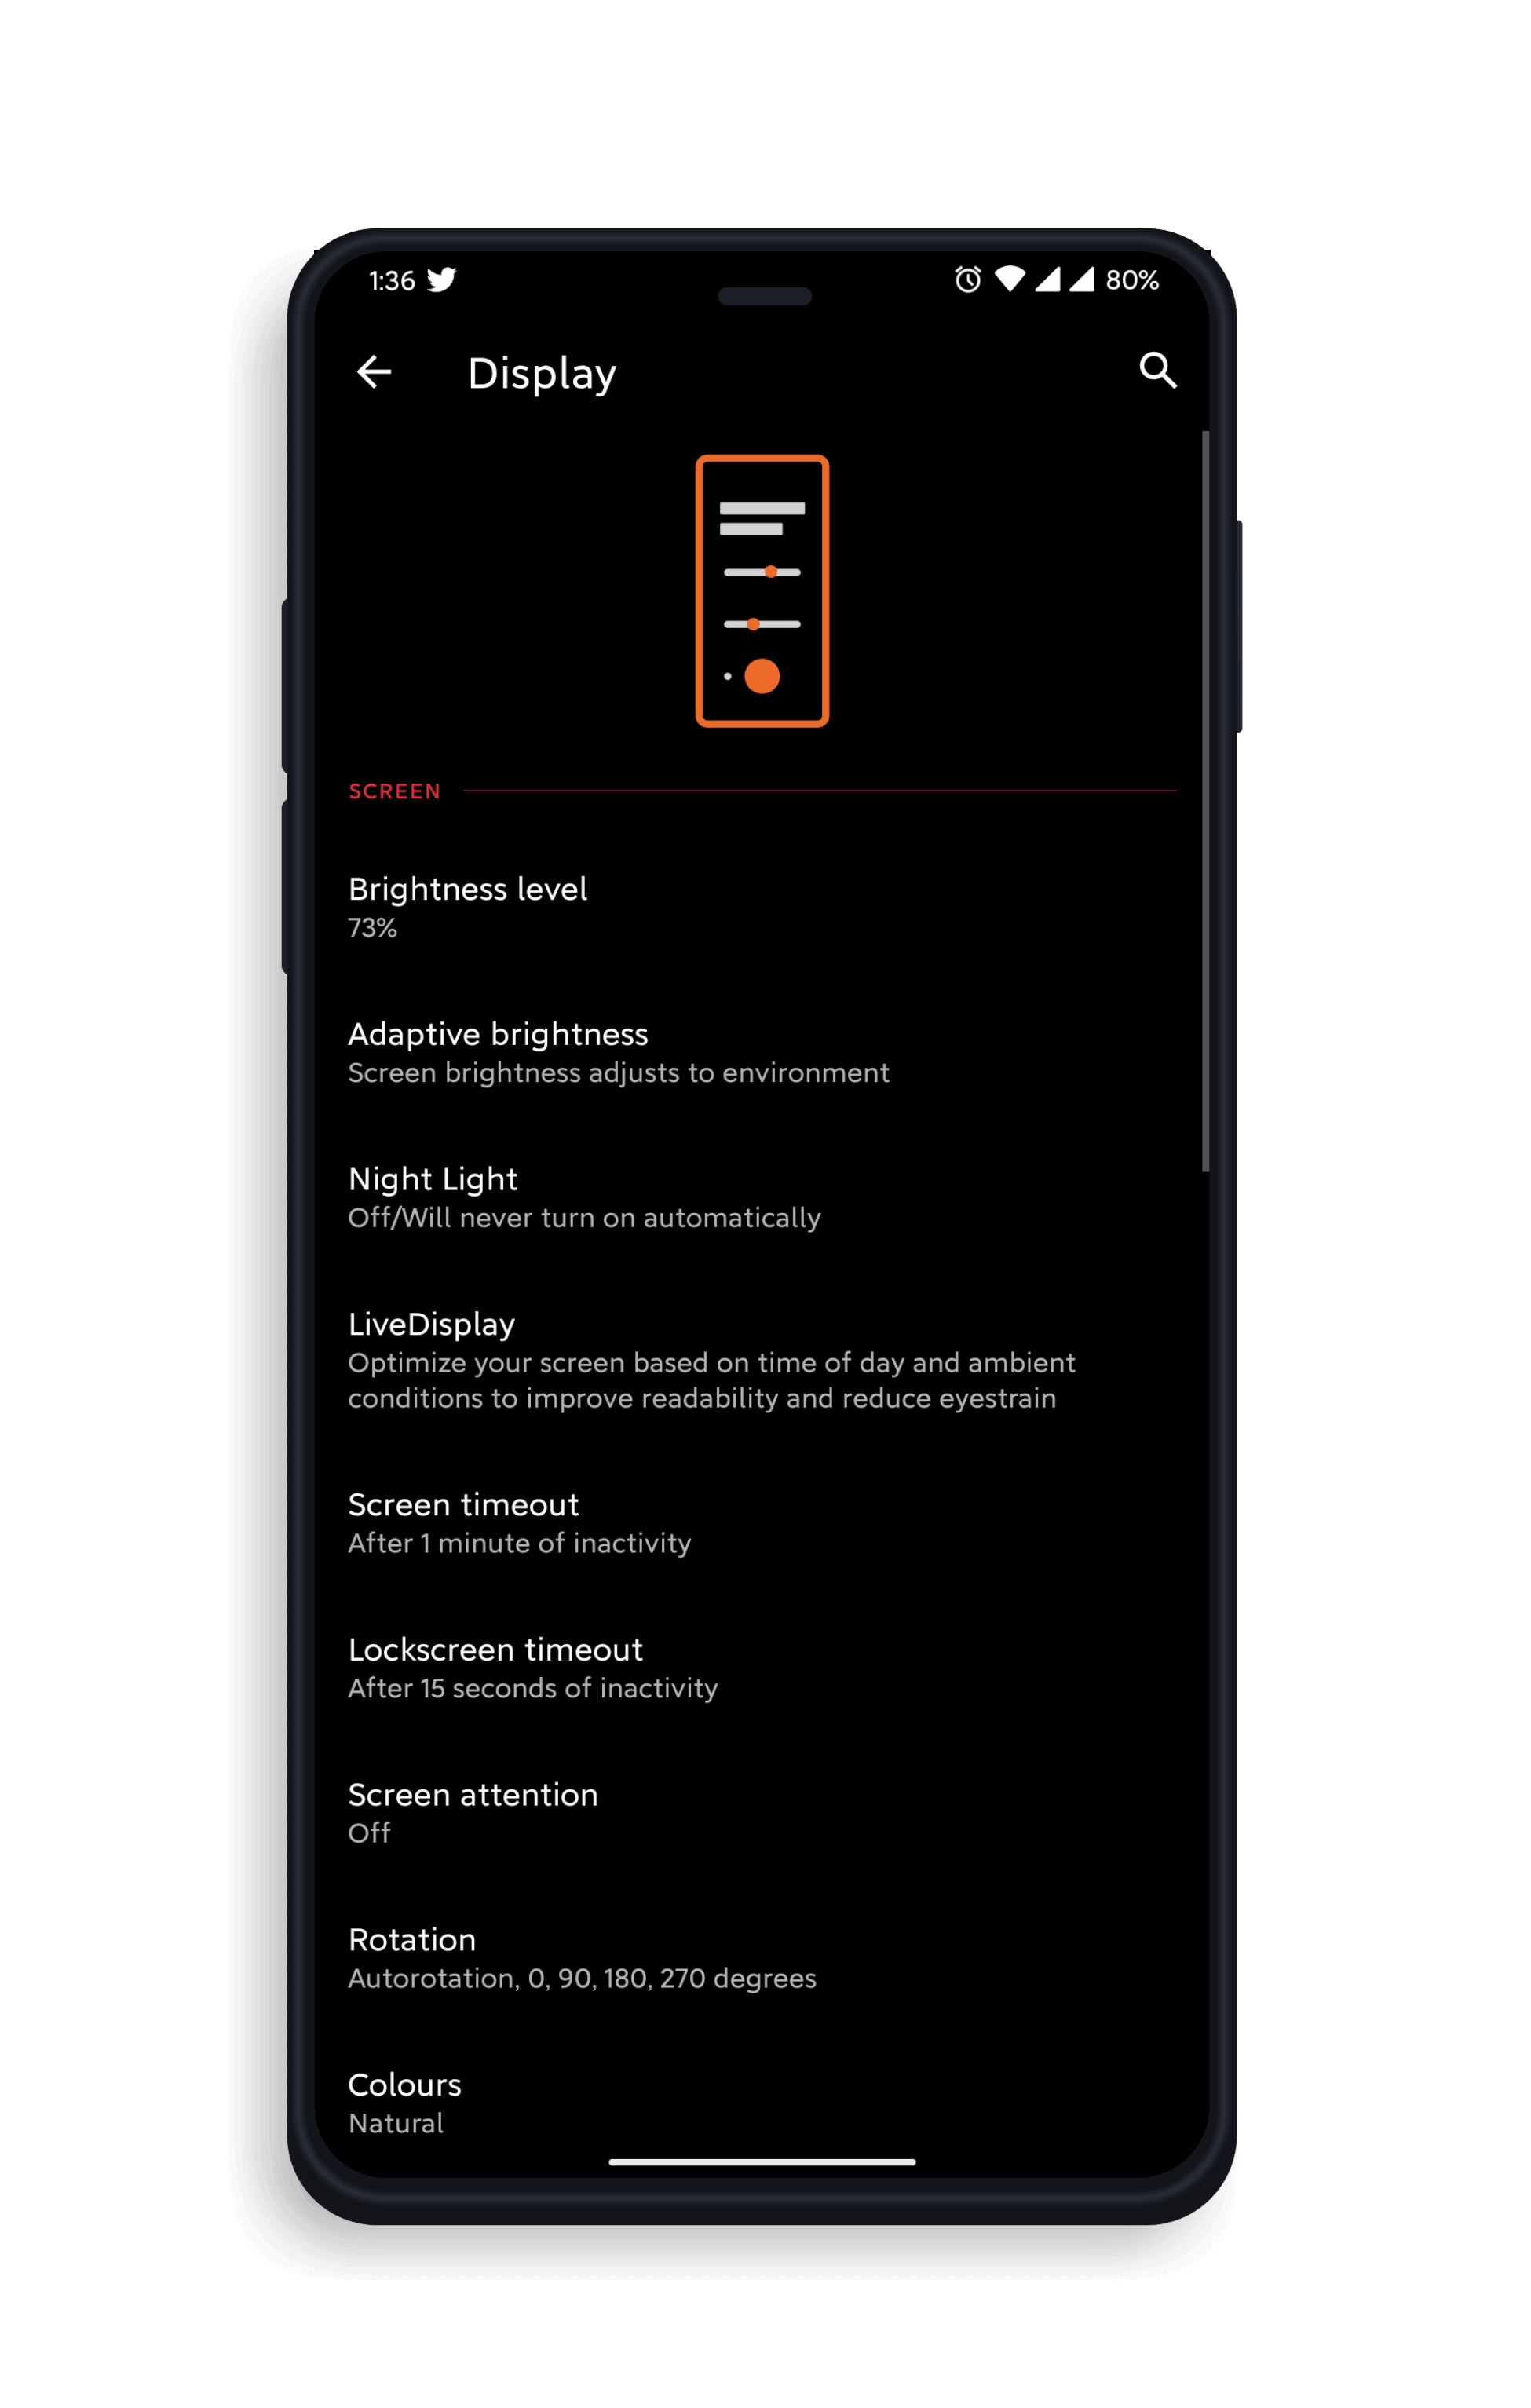 1:36 80%
Display
SCREEN
Brightness level
73%
Adaptive brightness
Screen brightness adjusts to environment
Night Light
Off/Will never turn on automatically
LiveDisplay
Optimize your screen based on time of day and ambient
conditions to improve readability and reduce eyestrain
Screen timeout
After 1 minute of inactivity
Lockscreen timeout
After 15 seconds of inactivity
Screen attention
Off
Rotation
Autorotation, 0, 90, 180, 270 degrees
Colours
Natural